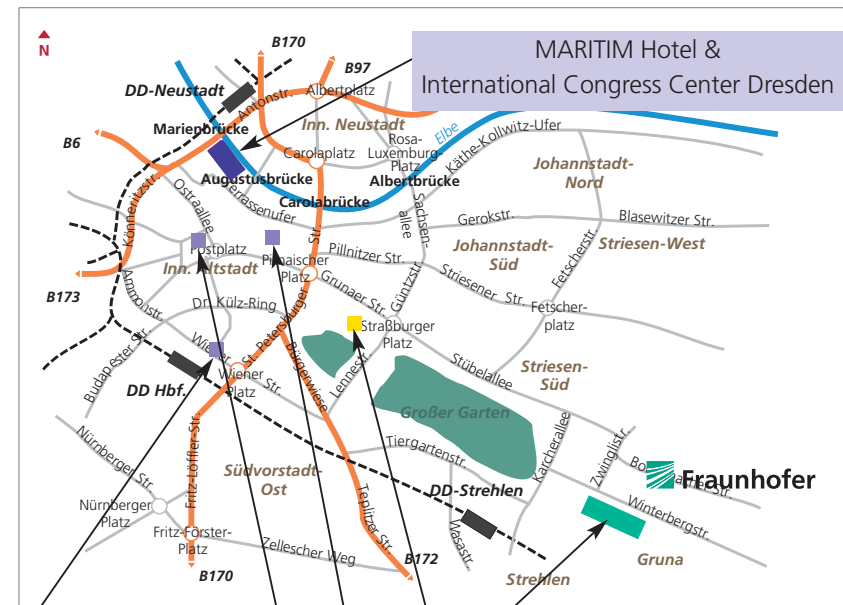 N
B170
B97
MARITIM Hotel &
International Congress Center Dresden
DD-Neustadt
Antonstr.
Albertplatz
B6
Marienbrücke
Inn. Neustadt
Elbe
Rosa-
Luxemburg-
Platz
Käthe-Kollwitz-Ufer
Carolaplatz
Johannstadt-
Nord
Augustusbrücke
Albertbrücke
Terrassenufer
Carolabrücke
Könneritzstr.
Ostraallee
Sachsen-
allee
Gerokstr.
Blasewitzer Str.
Postplatz
Str.
Pillnitzer Str.
Johannstadt-
Süd
Striesen-West
Inn. Altstadt
Pirnaischer
Platz
Fetscherstr.
B173
Ammonstr.
Grunaer Str.
Güntzstr.
Striesener Str.
Dr. Külz-Ring
St. Petersburger
Fetscher-
platz
Straßburger
Platz
Budapester Str.
Wiener
Str.
Wiener
Platz
Bürgerwiese
Lennestr.
Stübelallee
Striesen-
Süd
DD Hbf.
Großer Garten
Nürnberger Str.
Fritz-Löffler-Str.
Tiergartenstr.
Karcherallee
Zwinglistr.
Südvorstadt-
Ost
Fraunhofer
DD-Strehlen
Winterbergstr.
Nürnberger
Platz
Teplitzer Str.
Wasastr.
Fritz-Förster-
Platz
Zellescher Weg
Gruna
B170
B172
Strehlen